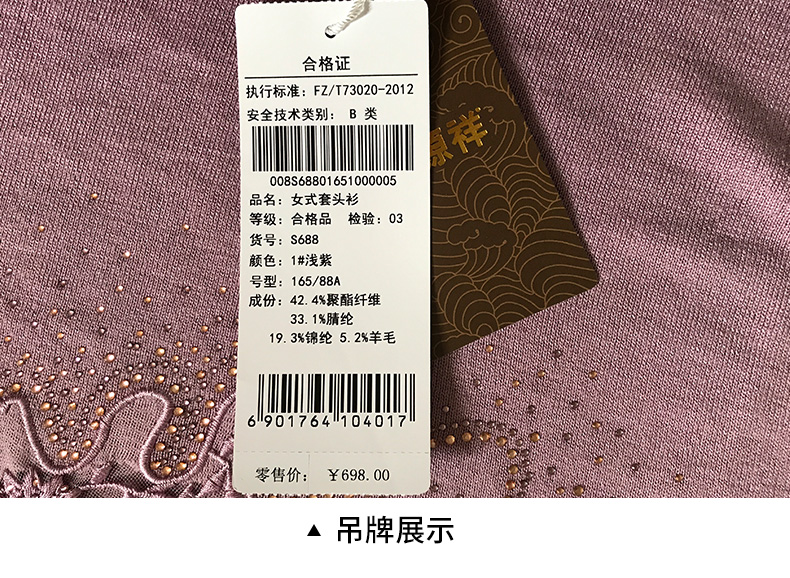 合格证
执行标准：FZ/T73020-2012
安全技术类别： B 类
008S68801651000005
品名：女式套头衫
等级：合格品 检验：03
货号：S688
颜色：1#浅紫
号型：165/88A
成份：42.4%聚酯纤维
33.1%腈纶
19.3%锦纶 5.2%羊毛
6 901764 104017
零售价： ￥698.00
源祥
▲ 吊牌展示